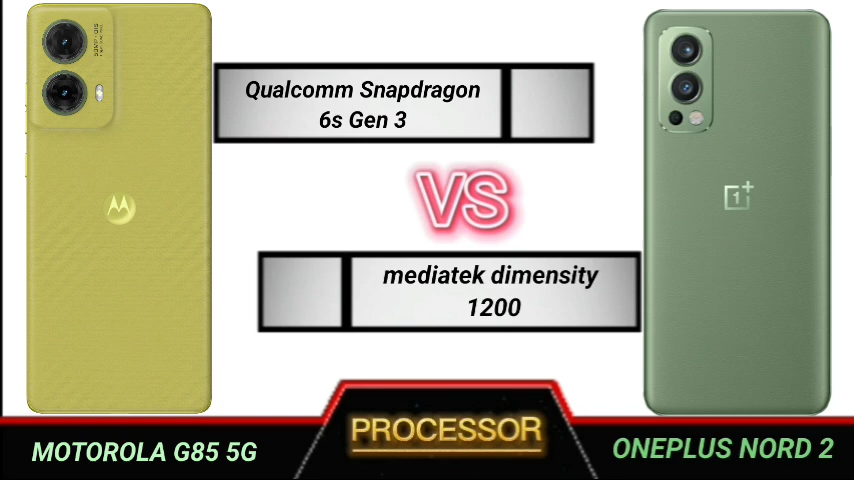 Qualcomm Snapdragon
6s Gen 3
VS
mediatek dimensity
1200
PROCESSOR
MOTOROLA G85 5G
ONEPLUS NORD 2